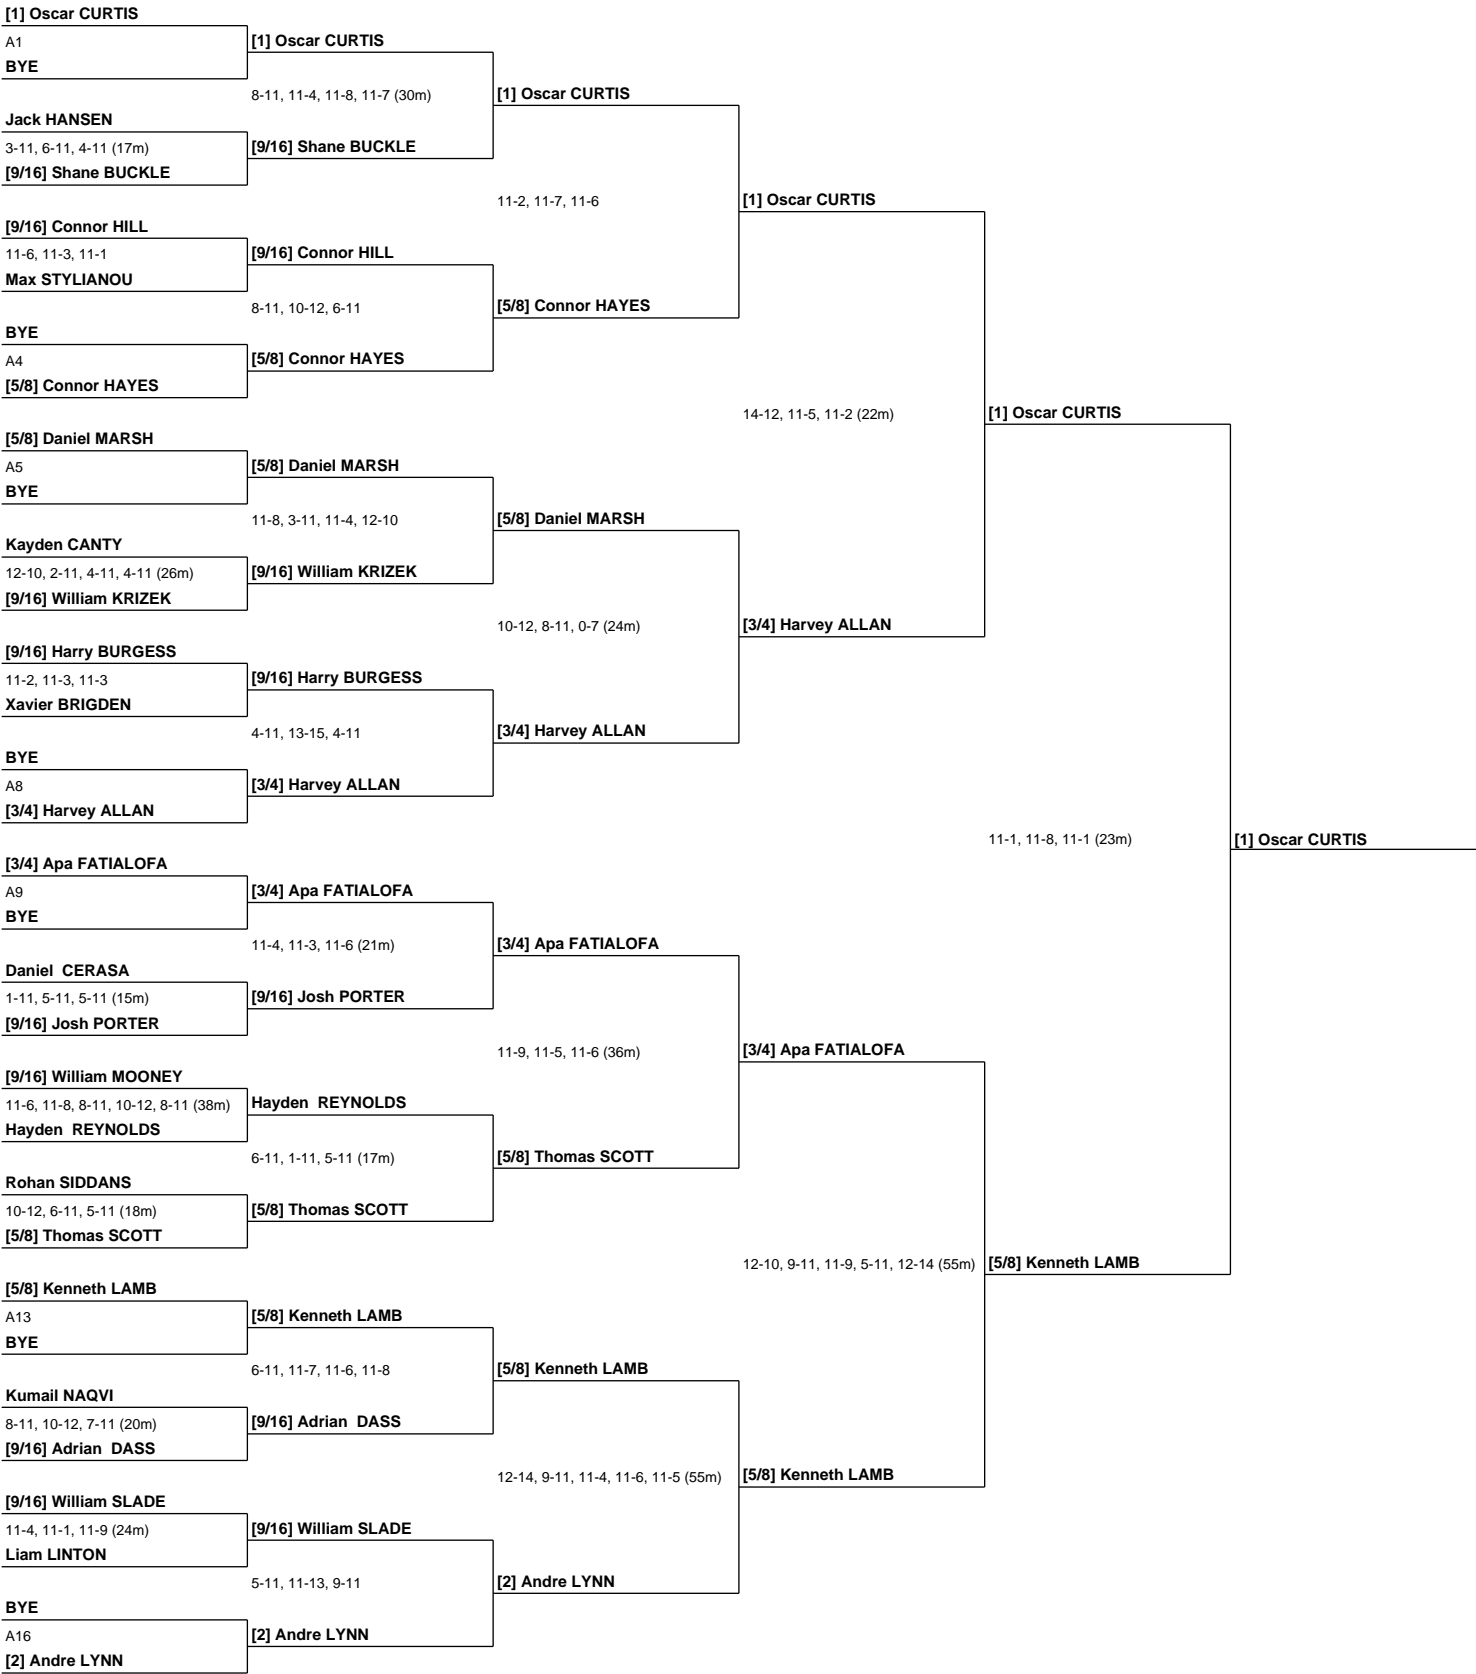 [1] Oscar CURTIS
A1
BYE
[1] Oscar CURTIS
8-11, 11-4, 11-8, 11-7 (30m)
[1] Oscar CURTIS
Jack HANSEN
3-11, 6-11, 4-11 (17m)
[9/16] Shane BUCKLE
[9/16] Shane BUCKLE
11-2, 11-7, 11-6
[1] Oscar CURTIS
[9/16] Connor HILL
11-6, 11-3, 11-1
Max STYLIANOU
[9/16] Connor HILL
8-11, 10-12, 6-11
[5/8] Connor HAYES
BYE
A4
[5/8] Connor HAYES
[5/8] Connor HAYES
14-12, 11-5, 11-2 (22m)
[1] Oscar CURTIS
[5/8] Daniel MARSH
A5
BYE
[5/8] Daniel MARSH
11-8, 3-11, 11-4, 12-10
[5/8] Daniel MARSH
Kayden CANTY
12-10, 2-11, 4-11, 4-11 (26m)
[9/16] William KRIZEK
[9/16] William KRIZEK
10-12, 8-11, 0-7 (24m)
[3/4] Harvey ALLAN
[9/16] Harry BURGESS
11-2, 11-3, 11-3
Xavier BRIGDEN
[9/16] Harry BURGESS
4-11, 13-15, 4-11
[3/4] Harvey ALLAN
BYE
A8
[3/4] Harvey ALLAN
[3/4] Harvey ALLAN
11-1, 11-8, 11-1 (23m)
[1] Oscar CURTIS
[3/4] Apa FATIALOFA
A9
BYE
[3/4] Apa FATIALOFA
11-4, 11-3, 11-6 (21m)
[3/4] Apa FATIALOFA
Daniel  CERASA
1-11, 5-11, 5-11 (15m)
[9/16] Josh PORTER
[9/16] Josh PORTER
11-9, 11-5, 11-6 (36m)
[3/4] Apa FATIALOFA
[9/16] William MOONEY
11-6, 11-8, 8-11, 10-12, 8-11 (38m)
Hayden  REYNOLDS
Hayden  REYNOLDS
6-11, 1-11, 5-11 (17m)
[5/8] Thomas SCOTT
Rohan SIDDANS
10-12, 6-11, 5-11 (18m)
[5/8] Thomas SCOTT
[5/8] Thomas SCOTT
12-10, 9-11, 11-9, 5-11, 12-14 (55m)
[5/8] Kenneth LAMB
[5/8] Kenneth LAMB
A13
BYE
[5/8] Kenneth LAMB
6-11, 11-7, 11-6, 11-8
[5/8] Kenneth LAMB
Kumail NAQVI
8-11, 10-12, 7-11 (20m)
[9/16] Adrian  DASS
[9/16] Adrian  DASS
12-14, 9-11, 11-4, 11-6, 11-5 (55m)
[5/8] Kenneth LAMB
[9/16] William SLADE
11-4, 11-1, 11-9 (24m)
Liam LINTON
[9/16] William SLADE
5-11, 11-13, 9-11
[2] Andre LYNN
BYE
A16
[2] Andre LYNN
[2] Andre LYNN